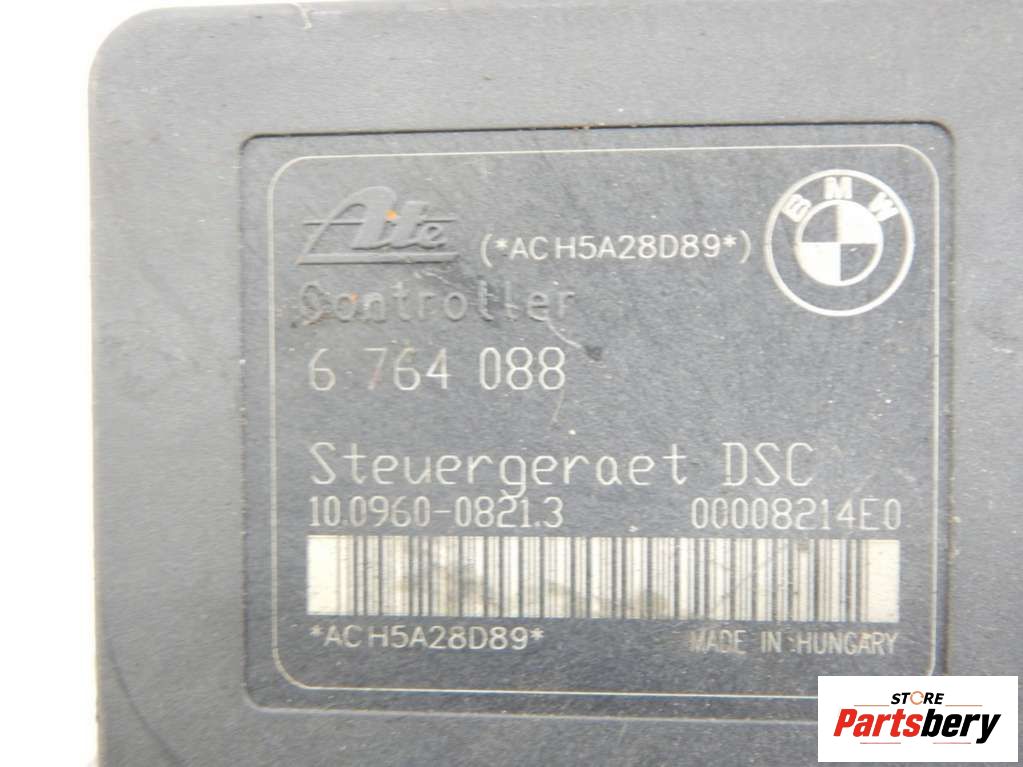 Ate
(*ACH5A28D89*)
BMW
Controller
6 764 088
Steuergeraet DSC
10.0960-0821.3
00008214E0
*ACH5A28D89*
MADE IN HUNGARY
STORE
Partsbery